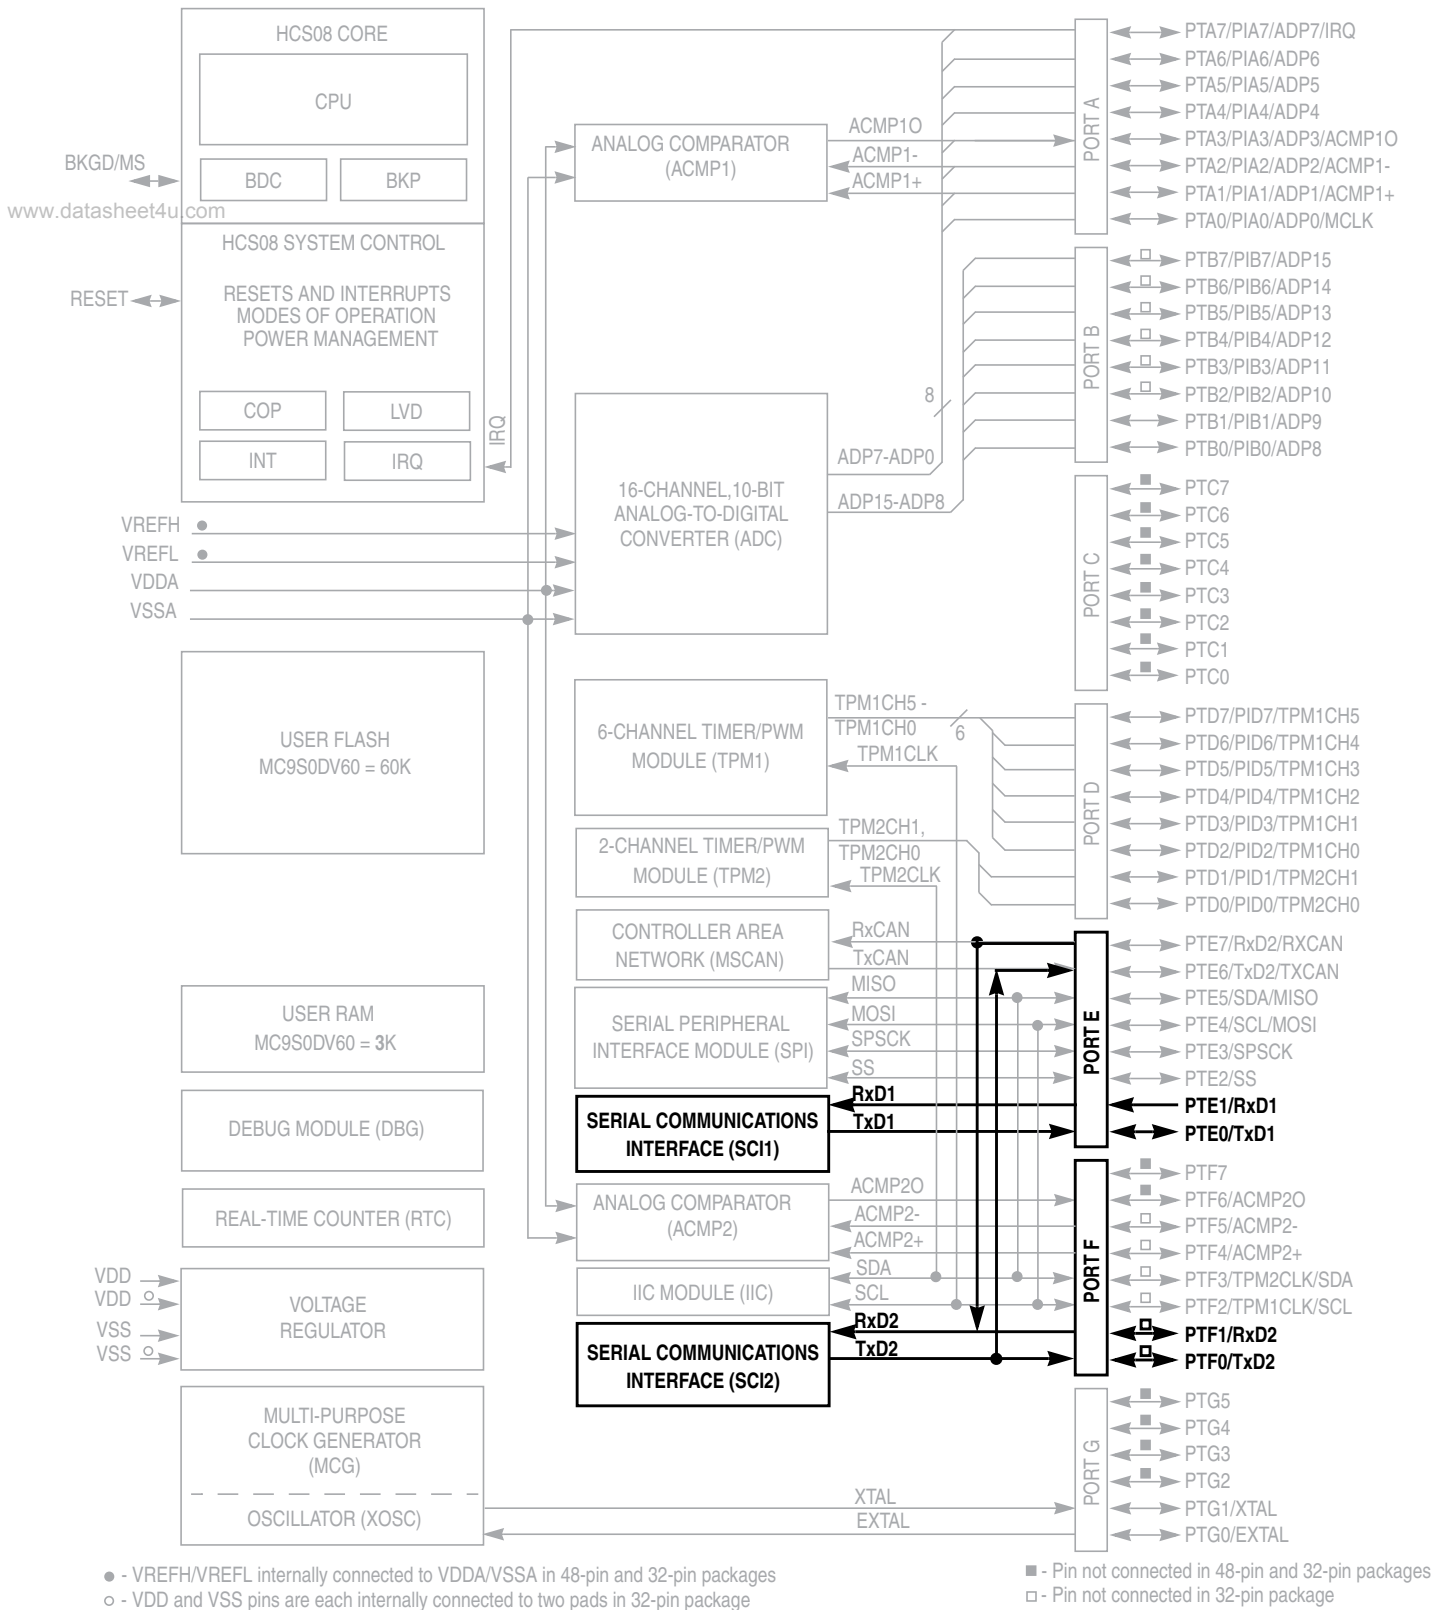 HCS08 CORE
CPU
BKGD/MS
BDC
BKP
www.datasheet4u.com
HCS08 SYSTEM CONTROL
RESET
RESETS AND INTERRUPTS
MODES OF OPERATION
POWER MANAGEMENT
COP
LVD
INT
IRQ
IRQ
VREFH
VREFL
VDDA
VSSA
USER FLASH
MC9S0DV60 = 60K
USER RAM
MC9S0DV60 = 3K
DEBUG MODULE (DBG)
REAL-TIME COUNTER (RTC)
VDD
VDD
VSS
VSS
VOLTAGE
REGULATOR
MULTI-PURPOSE
CLOCK GENERATOR
(MCG)
OSCILLATOR (XOSC)
ANALOG COMPARATOR
(ACMP1)
ACMP1O
ACMP1-
ACMP1+
16-CHANNEL,10-BIT
ANALOG-TO-DIGITAL
CONVERTER (ADC)
8
ADP7-ADP0
ADP15-ADP8
6-CHANNEL TIMER/PWM
MODULE (TPM1)
TPM1CH5 -
TPM1CH0
6
TPM1CLK
2-CHANNEL TIMER/PWM
MODULE (TPM2)
TPM2CH1,
TPM2CH0
TPM2CLK
CONTROLLER AREA
NETWORK (MSCAN)
RxCAN
TxCAN
SERIAL PERIPHERAL
INTERFACE MODULE (SPI)
MISO
MOSI
SPSCK
SS
SERIAL COMMUNICATIONS
INTERFACE (SCI1)
RxD1
TxD1
ANALOG COMPARATOR
(ACMP2)
ACMP2O
ACMP2-
ACMP2+
IIC MODULE (IIC)
SDA
SCL
SERIAL COMMUNICATIONS
INTERFACE (SCI2)
RxD2
TxD2
XTAL
EXTAL
PORT A
PTA7/PIA7/ADP7/IRQ
PTA6/PIA6/ADP6
PTA5/PIA5/ADP5
PTA4/PIA4/ADP4
PTA3/PIA3/ADP3/ACMP1O
PTA2/PIA2/ADP2/ACMP1-
PTA1/PIA1/ADP1/ACMP1+
PTA0/PIA0/ADP0/MCLK
PORT B
PTB7/PIB7/ADP15
PTB6/PIB6/ADP14
PTB5/PIB5/ADP13
PTB4/PIB4/ADP12
PTB3/PIB3/ADP11
PTB2/PIB2/ADP10
PTB1/PIB1/ADP9
PTB0/PIB0/ADP8
PORT C
PTC7
PTC6
PTC5
PTC4
PTC3
PTC2
PTC1
PTC0
PORT D
PTD7/PID7/TPM1CH5
PTD6/PID6/TPM1CH4
PTD5/PID5/TPM1CH3
PTD4/PID4/TPM1CH2
PTD3/PID3/TPM1CH1
PTD2/PID2/TPM1CH0
PTD1/PID1/TPM2CH1
PTD0/PID0/TPM2CH0
PORT E
PTE7/RxD2/RXCAN
PTE6/TxD2/TXCAN
PTE5/SDA/MISO
PTE4/SCL/MOSI
PTE3/SPSCK
PTE2/SS
PTE1/RxD1
PTE0/TxD1
PORT F
PTF7
PTF6/ACMP2O
PTF5/ACMP2-
PTF4/ACMP2+
PTF3/TPM2CLK/SDA
PTF2/TPM1CLK/SCL
PTF1/RxD2
PTF0/TxD2
PORT G
PTG5
PTG4
PTG3
PTG2
PTG1/XTAL
PTG0/EXTAL
● - VREFH/VREFL internally connected to VDDA/VSSA in 48-pin and 32-pin packages
○ - VDD and VSS pins are each internally connected to two pads in 32-pin package
■ - Pin not connected in 48-pin and 32-pin packages
□ - Pin not connected in 32-pin package